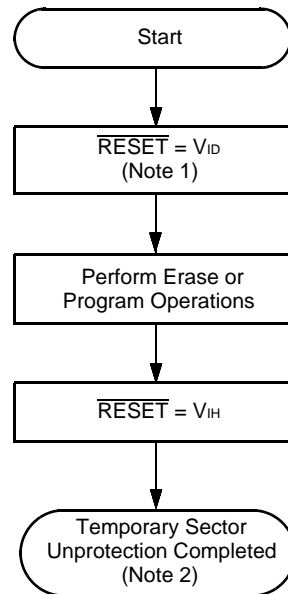 Start
RESET = VID
(Note 1)
Perform Erase or
Program Operations
RESET = VIH
Temporary Sector
Unprotection Completed
(Note 2)